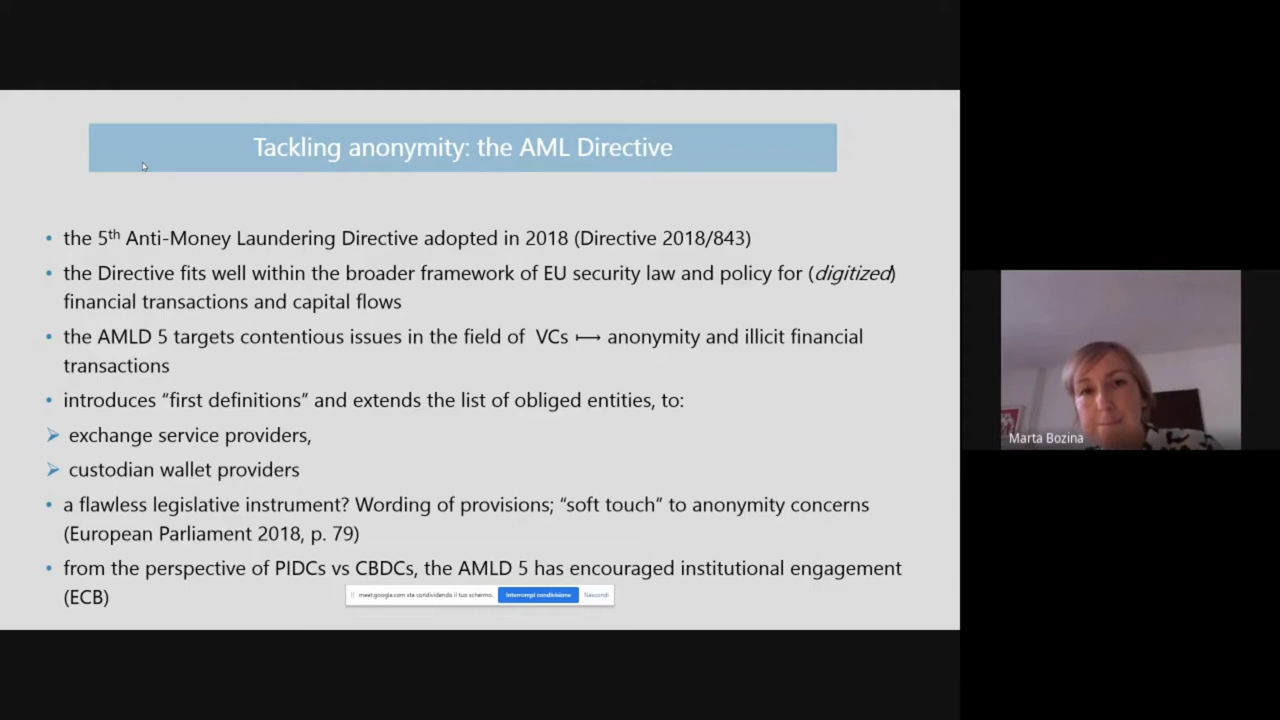 Tackling anonymity: the AML Directive
• the 5th Anti-Money Laundering Directive adopted in 2018 (Directive 2018/843)
• the Directive fits well within the broader framework of EU security law and policy for (digitized)
financial transactions and capital flows
• the AMLD 5 targets contentious issues in the field of VCs ⟼ anonymity and illicit financial
transactions
• introduces “first definitions” and extends the list of obliged entities, to:
➢ exchange service providers,
➢ custodian wallet providers
• a flawless legislative instrument? Wording of provisions; “soft touch” to anonymity concerns
(European Parliament 2018, p. 79)
• from the perspective of PIDCs vs CBDCs, the AMLD 5 has encouraged institutional engagement
(ECB)
meet.google.com sta condividendo il tuo schermo. Interrompi condivisione Nascondi
Marta Bozina